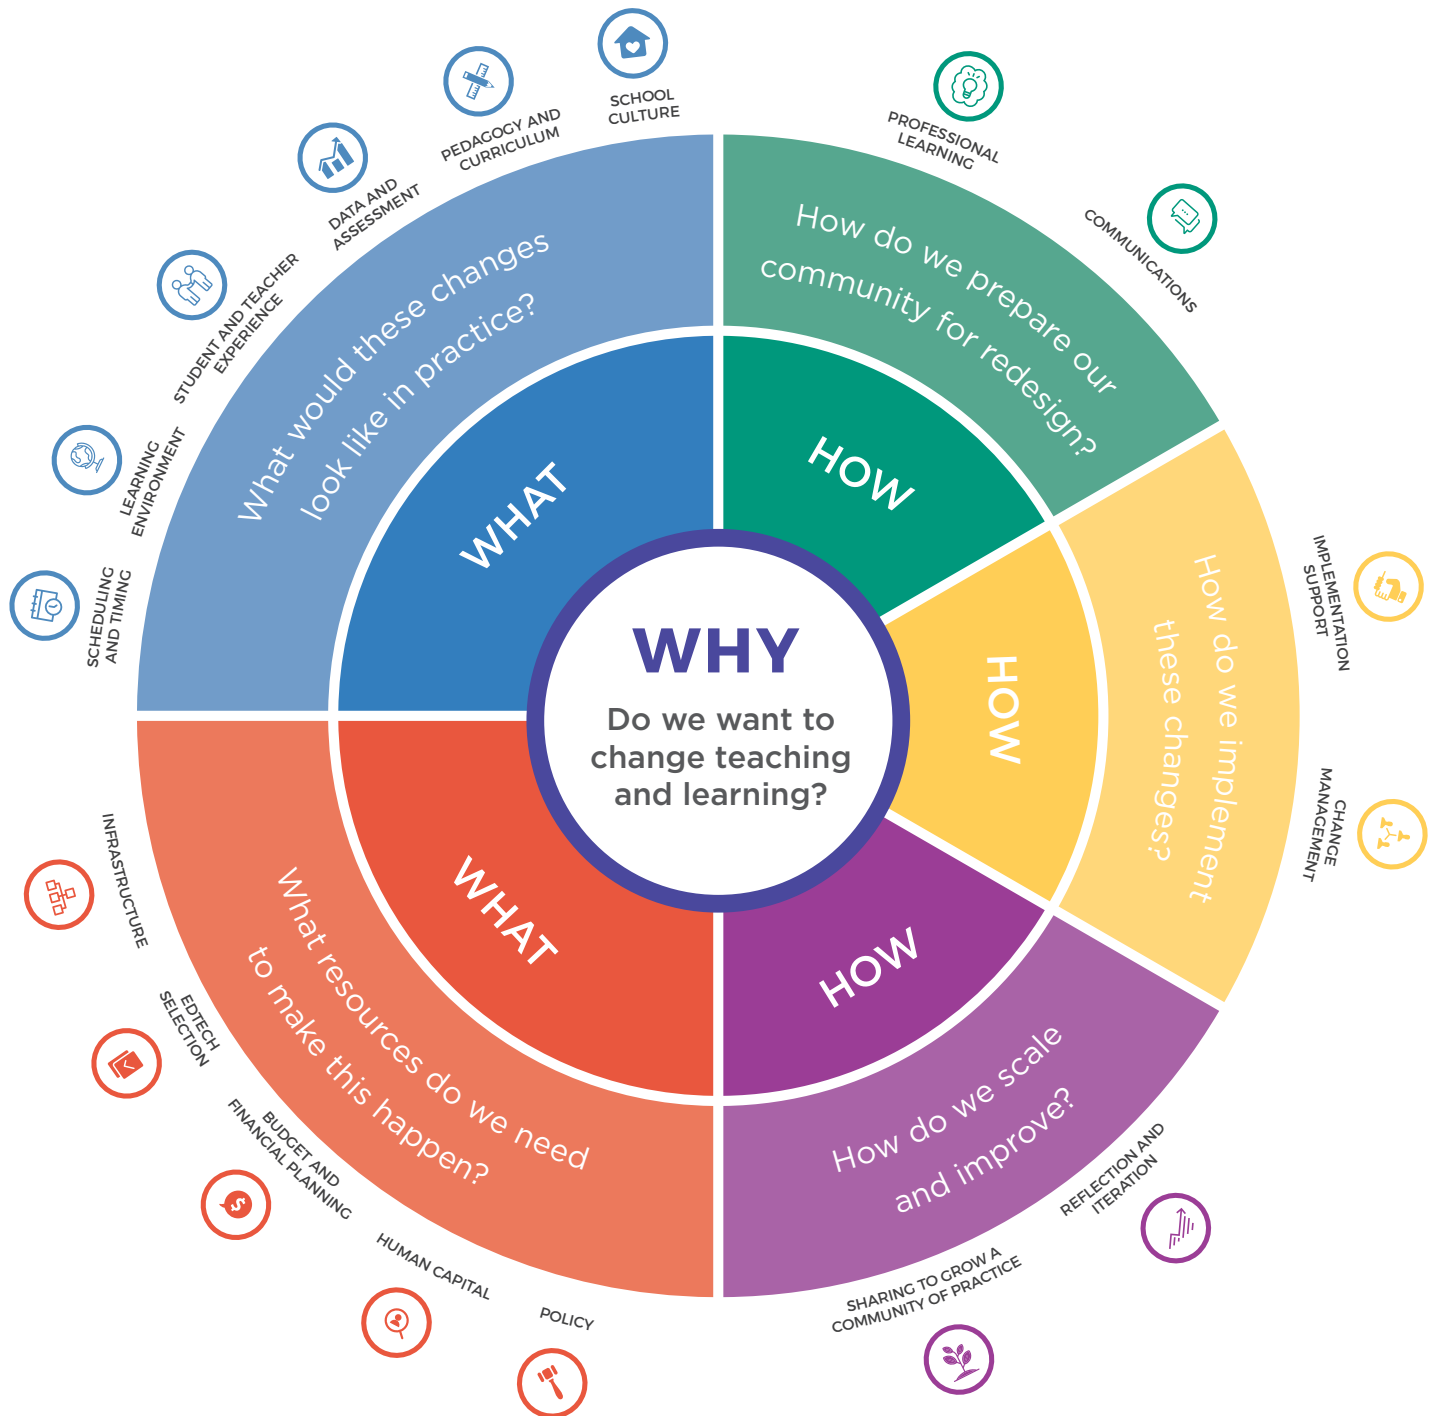 WHY
Do we want to
change teaching
and learning?
WHAT
What would these changes
look like in practice?
SCHEDULING
AND TIMING
LEARNING
ENVIRONMENT
STUDENT AND TEACHER
EXPERIENCE
DATA AND
ASSESSMENT
PEDAGOGY AND
CURRICULUM
SCHOOL
CULTURE
HOW
How do we prepare our
community for redesign?
PROFESSIONAL
LEARNING
COMMUNICATIONS
HOW
How do we implement
these changes?
IMPLEMENTATION
SUPPORT
CHANGE
MANAGEMENT
HOW
How do we scale
and improve?
REFLECTION AND
ITERATION
SHARING TO GROW A
COMMUNITY OF PRACTICE
WHAT
What resources do we need
to make this happen?
POLICY
HUMAN CAPITAL
BUDGET AND
FINANCIAL PLANNING
EDTECH
SELECTION
INFRASTRUCTURE